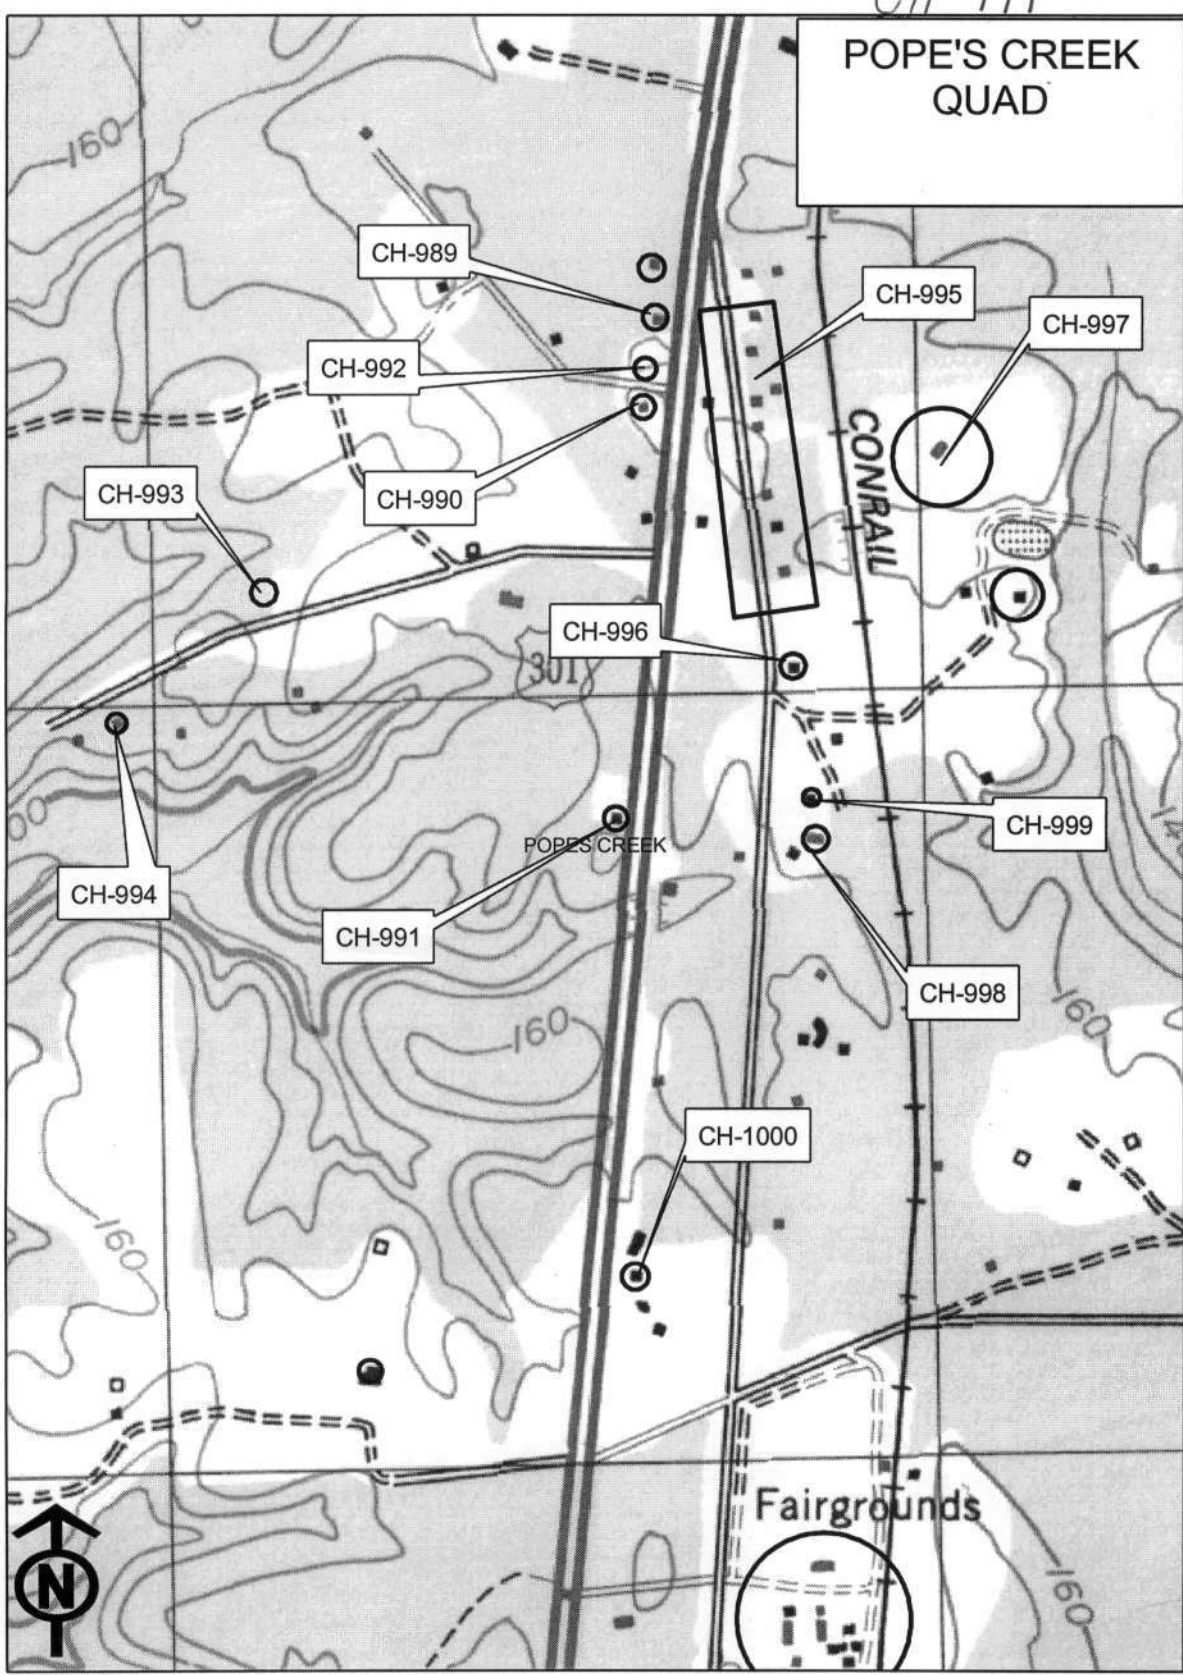 POPE'S CREEK
QUAD
160
CH-989
CH-995
CH-997
CH-992
CONRAIL
CH-993
CH-990
CH-996
301
CH-999
POPES CREEK
CH-994
CH-991
CH-998
160
160
CH-1000
160
Fairgrounds
160
N